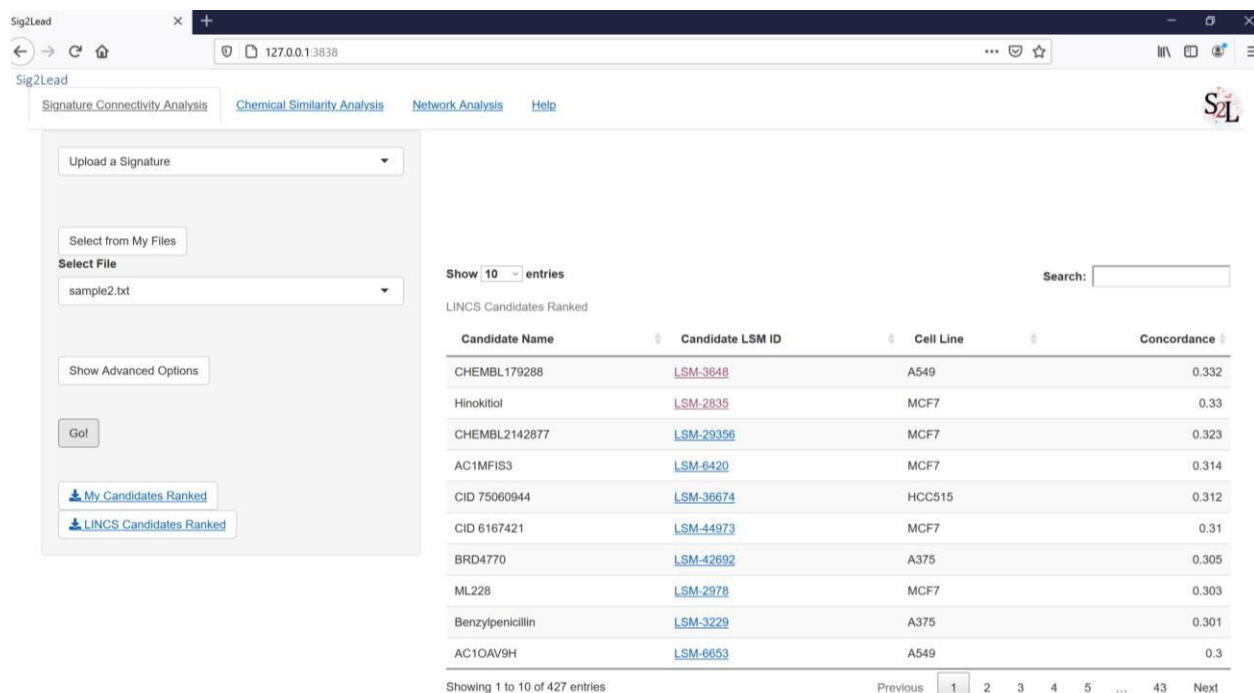 Sig2Lead
127.0.0.1:3838
Sig2Lead
Signature Connectivity Analysis Chemical Similarity Analysis Network Analysis Help
S2L
Upload a Signature
Select from My Files
Select File
sample2.txt
Show Advanced Options
Go!
My Candidates Ranked
LINCS Candidates Ranked
Show 10 entries Search:
LINCS Candidates Ranked
Candidate Name Candidate LSM ID Cell Line Concordance
CHEMBL179288 LSM-3648 A549 0.332
Hinokitiol LSM-2835 MCF7 0.33
CHEMBL2142877 LSM-29356 MCF7 0.323
AC1MFIS3 LSM-6420 MCF7 0.314
CID 75060944 LSM-36674 HCC515 0.312
CID 6167421 LSM-44973 MCF7 0.31
BRD4770 LSM-42692 A375 0.305
ML228 LSM-2978 MCF7 0.303
Benzylpenicillin LSM-3229 A375 0.301
AC1OAV9H LSM-6653 A549 0.3
Showing 1 to 10 of 427 entries Previous 1 2 3 4 5 ... 43 Next